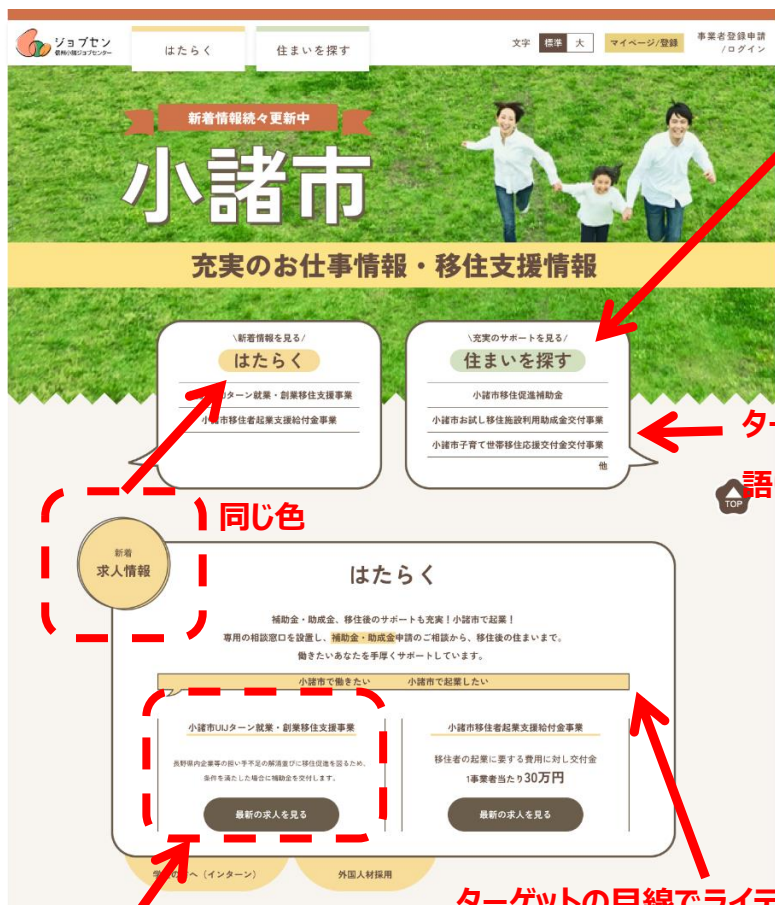 ジョブセン
信州小諸ジョブセンター
はたらく
住まいを探す
文字 標準 大
マイページ/登録
事業者登録申請
/ログイン
新着情報続々更新中
小諸市
充実のお仕事情報・移住支援情報
\新着情報を見る/
はたらく
ターン就業・創業移住支援事業
小諸市移住者起業支援給付金事業
\充実のサポートを見る/
住まいを探す
小諸市移住促進補助金
小諸市お試し移住施設利用助成金交付事業
小諸市子育て世帯移住応援交付金交付事業
他
ター
語
TOP
同じ色
新着
求人情報
はたらく
補助金・助成金、移住後のサポートも充実!小諸市で起業!
専用の相談窓口を設置し、補助金・助成金申請のご相談から、移住後の住まいまで。
働きたいあなたを手厚くサポートしています。
小諸市で働きたい 小諸市で起業したい
小諸市UIJターン就業・創業移住支援事業
長野県内企業等の担い手不足の解消並びに移住促進を図るため、
条件を満たした場合に補助金を交付します。
最新の求人を見る
小諸市移住者起業支援給付金事業
移住者の起業に要する費用に対し交付金
1事業者当たり30万円
最新の求人を見る
へ(インターン)
外国人材採用
ターゲットの目線でライテ